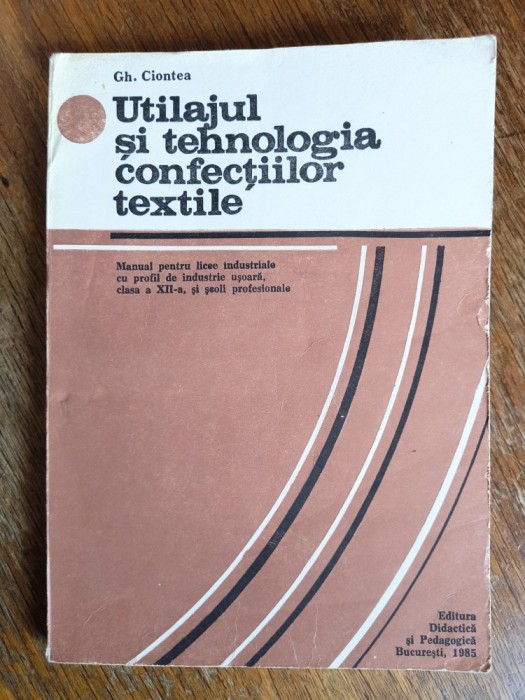 Gh. Ciontea
Utilajul
și tehnologia
confecțiilor
textile
Manual pentru licee industriale
cu profil de industrie ușoară,
clasa a XII-a, și școli profesionale
Editura
Didactică
și Pedagogică
București, 1985